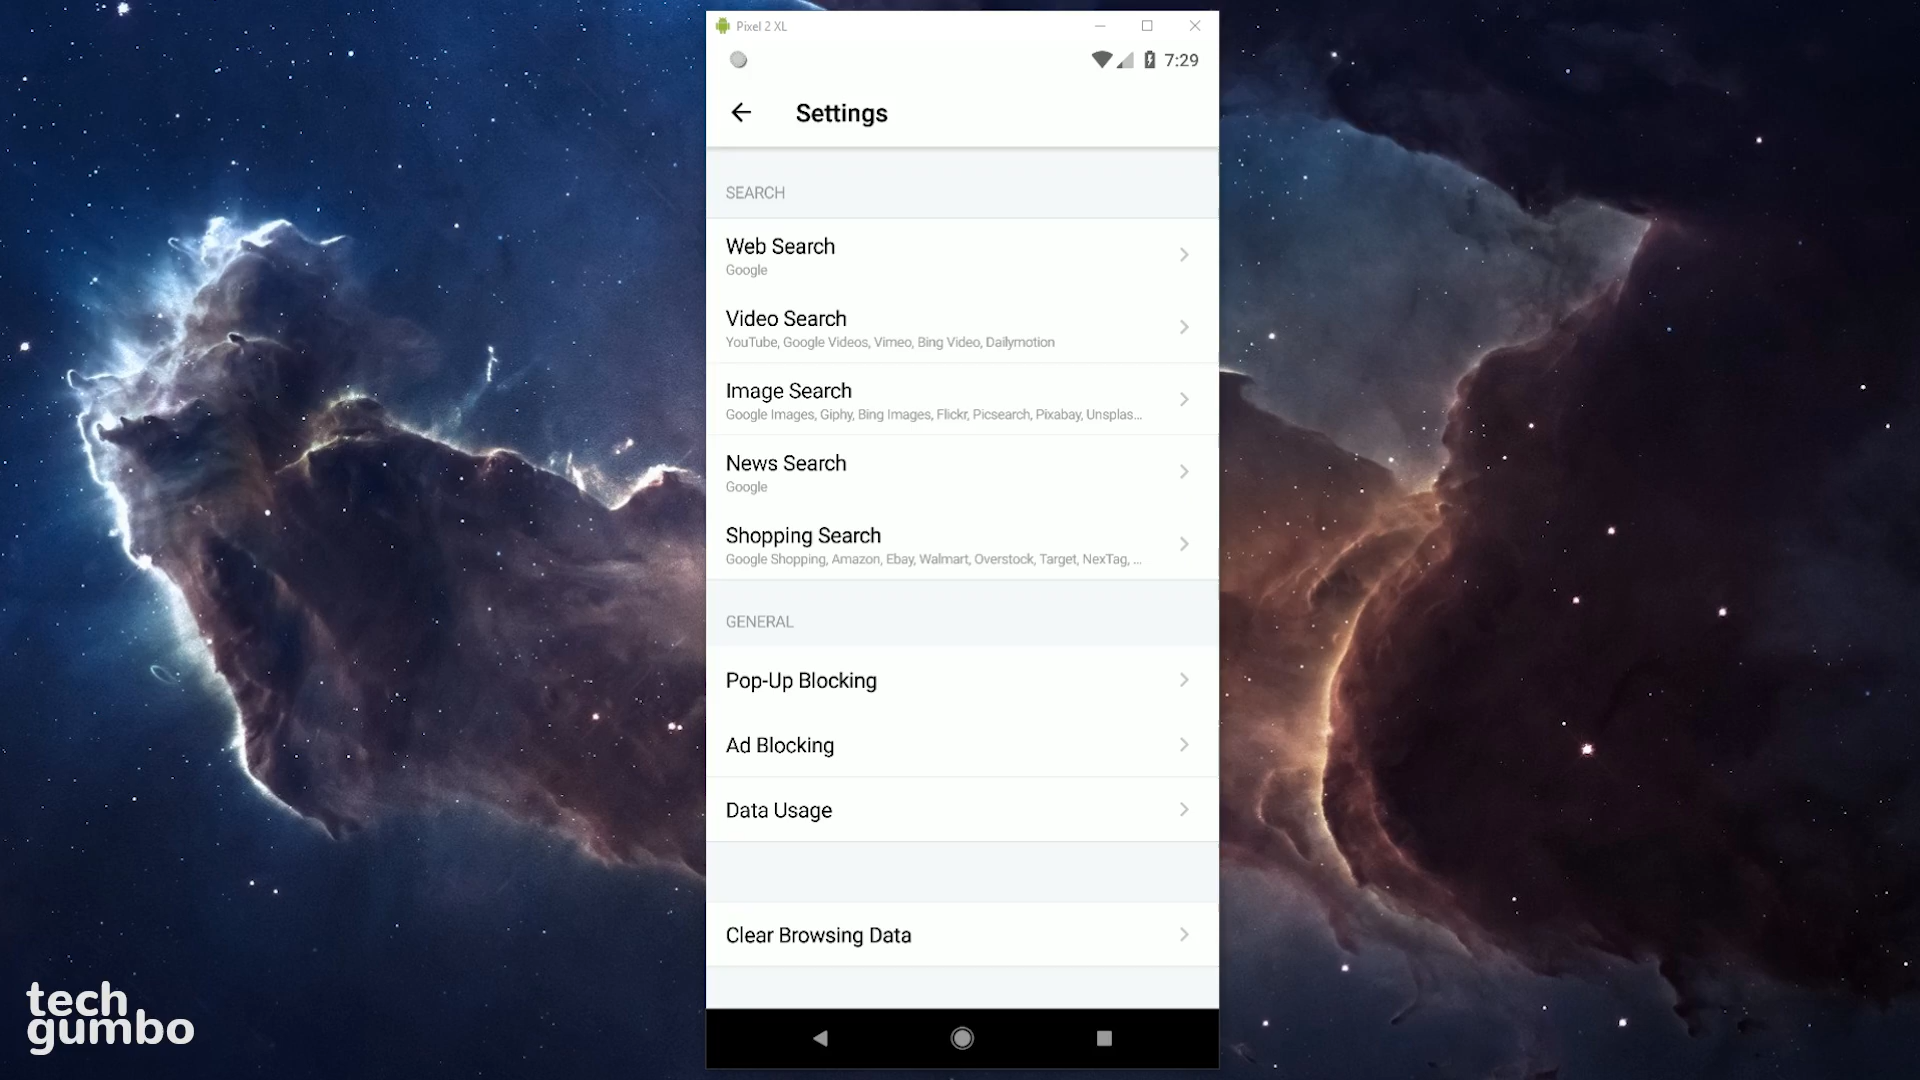 Pixel 2 XL
7:29
Settings
SEARCH
Web Search
Google
Video Search
YouTube, Google Videos, Vimeo, Bing Video, Dailymotion
Image Search
Google Images, Giphy, Bing Images, Flickr, Picsearch, Pixabay, Unsplas...
News Search
Google
Shopping Search
Google Shopping, Amazon, Ebay, Walmart, Overstock, Target, NexTag, ...
GENERAL
Pop-Up Blocking
Ad Blocking
Data Usage
Clear Browsing Data
tech
gumbo